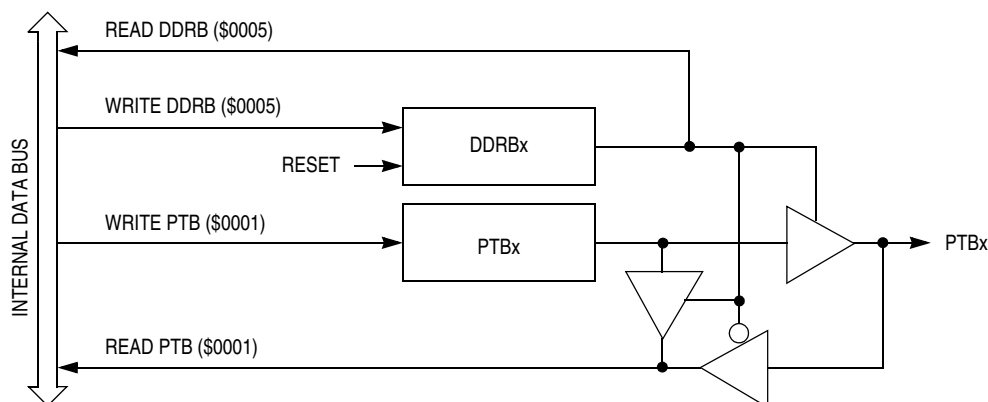 READ DDRB ($0005)
WRITE DDRB ($0005)
DDRBx
RESET
INTERNAL DATA BUS
WRITE PTB ($0001)
PTBx
PTBx
READ PTB ($0001)